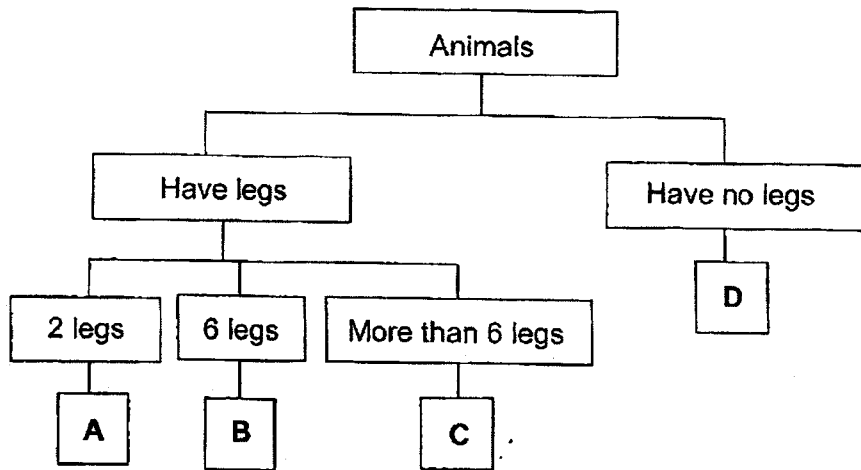 Animals
Have legs
Have no legs
D
2 legs
6 legs
More than 6 legs
A
B
C